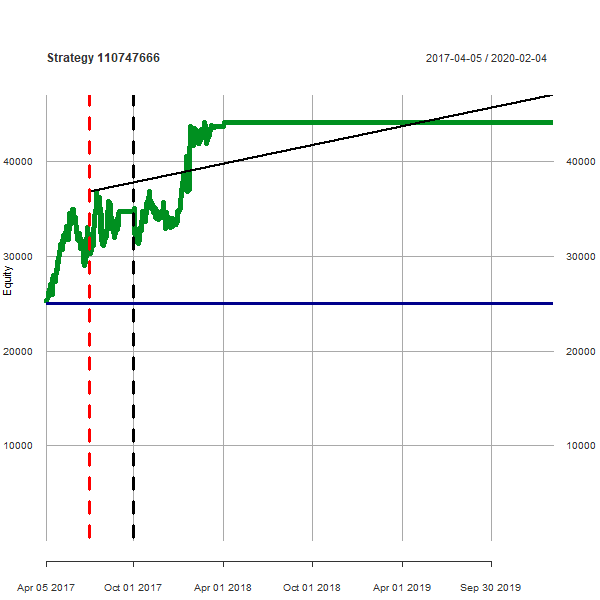 Strategy 110747666
2017-04-05 / 2020-02-04
40000
40000
30000
30000
Equity
20000
20000
10000
10000
Apr 05 2017
Oct 01 2017
Apr 01 2018
Oct 01 2018
Apr 01 2019
Sep 30 2019